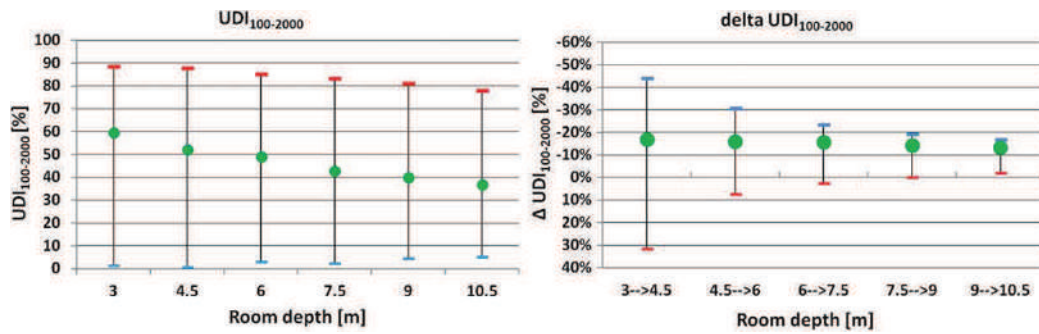 UDI100-2000
UDI100-2000 [%]
100
90
80
70
60
50
40
30
20
10
0
3 4.5 6 7.5 9 10.5
Room depth [m]
delta UDI100-2000
Δ UDI100-2000 [%]
-60%
-50%
-40%
-30%
-20%
-10%
0%
10%
20%
30%
40%
3-->4.5 4.5-->6 6-->7.5 7.5-->9 9-->10.5
Room depth [m]